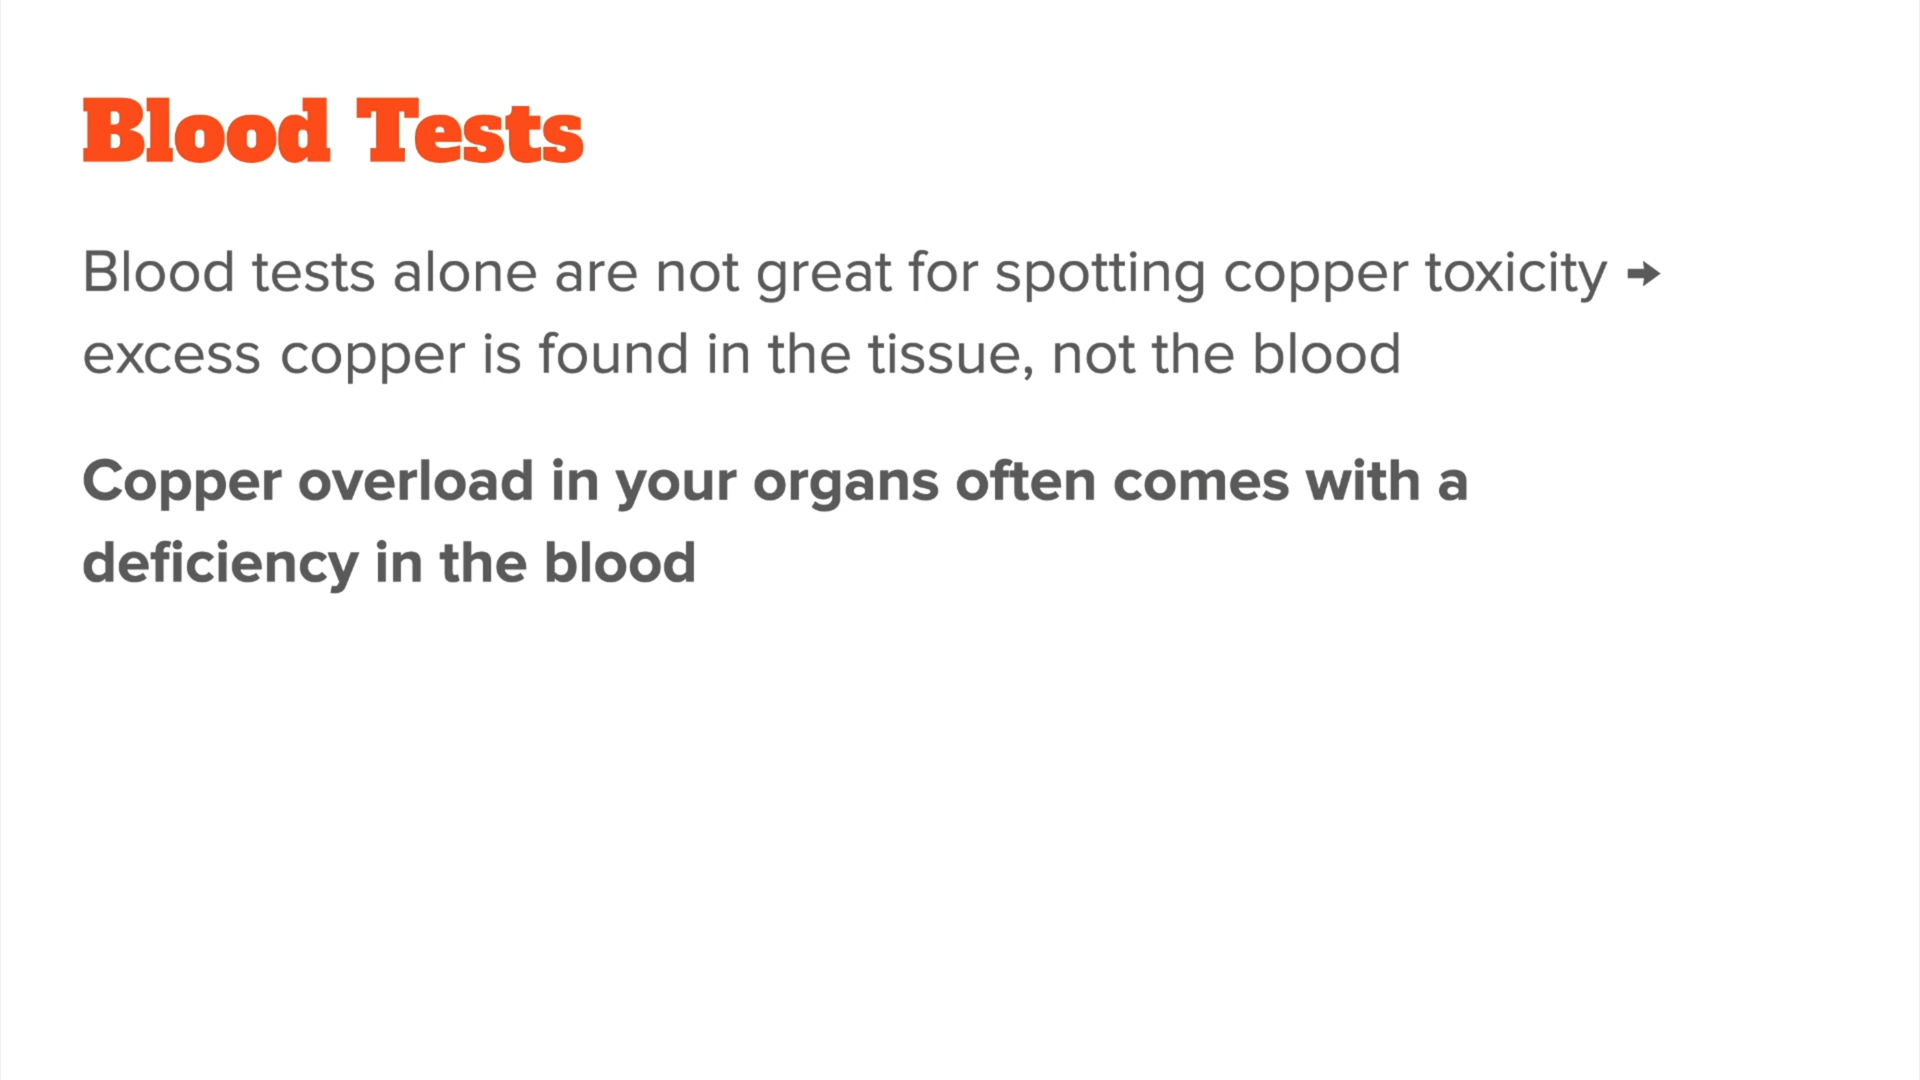 Blood Tests
Blood tests alone are not great for spotting copper toxicity →
excess copper is found in the tissue, not the blood
Copper overload in your organs often comes with a
deficiency in the blood